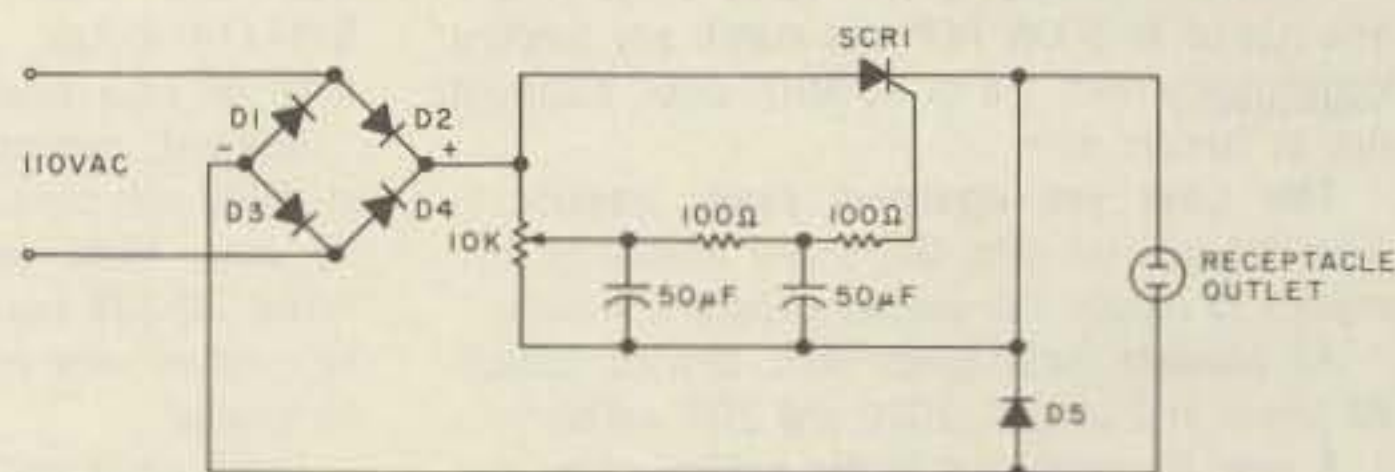 SCR1
D1
D2
110VAC
-
+
D3
D4
10K
100Ω
100Ω
50µF
50µF
RECEPTACLE
OUTLET
D5